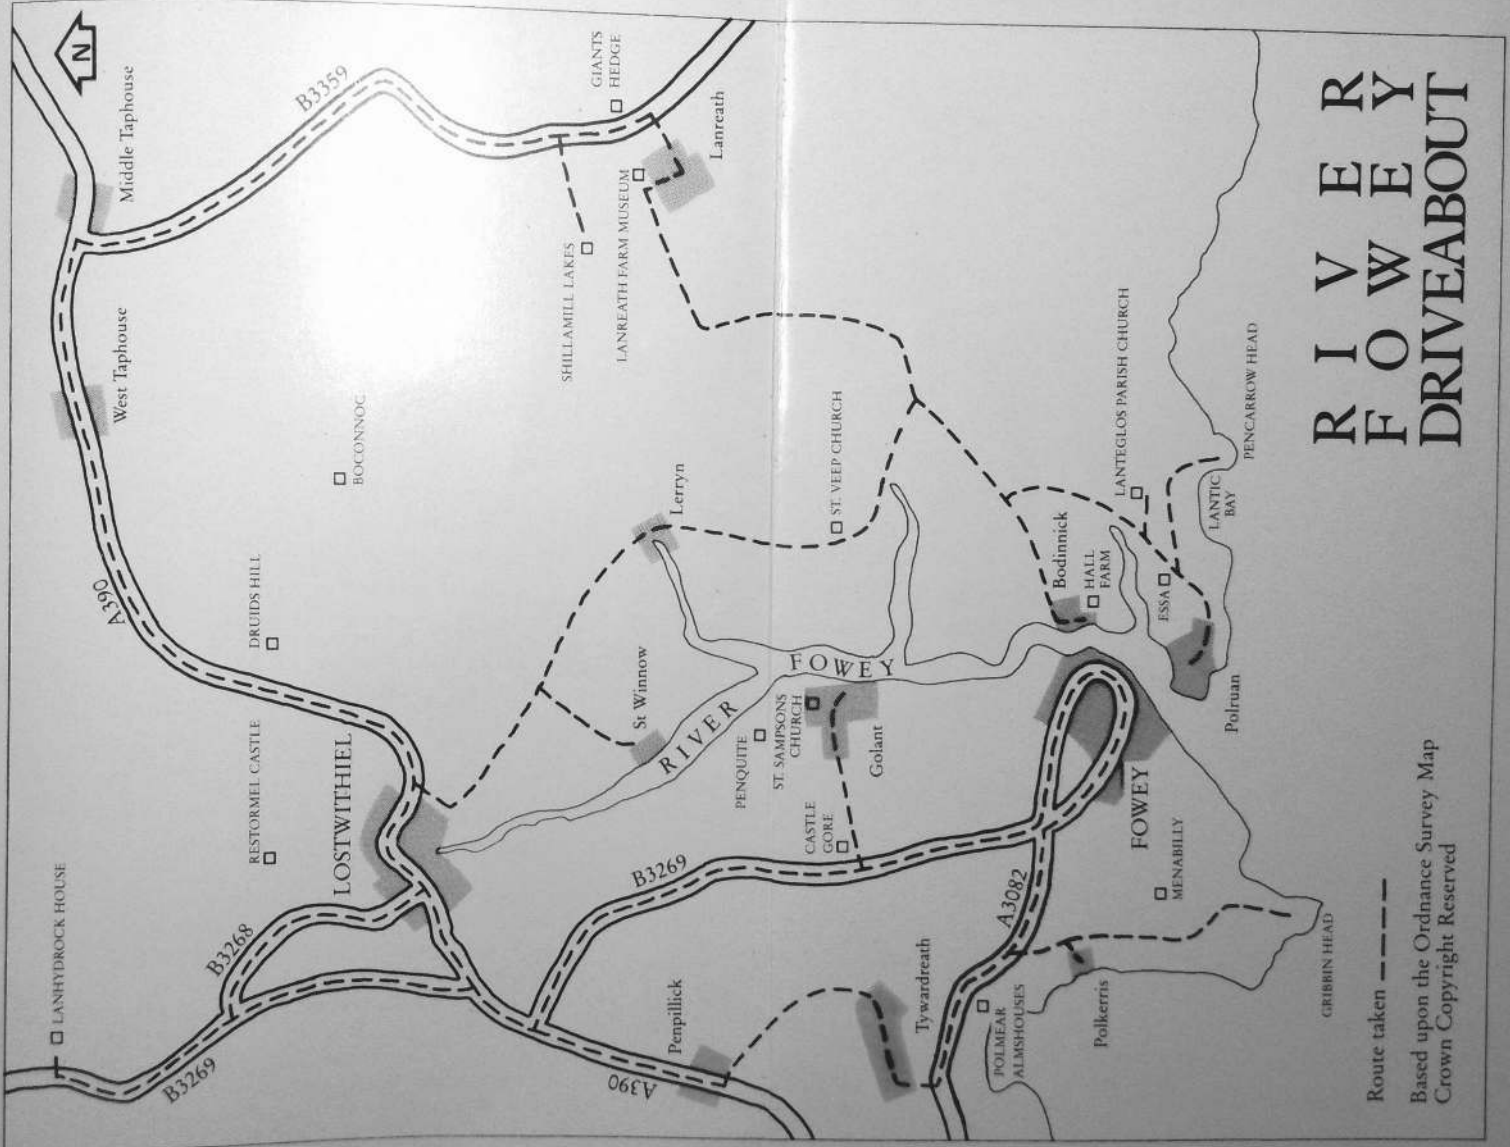 RIVER
FOWEY
DRIVEABOUT
N
Middle Taphouse
B3359
GIANTS
HEDGE
Lanreath
LANREATH FARM MUSEUM
SHILLAMILL LAKES
West Taphouse
BOCONNOC
A390
DRUIDS HILL
Lerryn
ST. VEEP CHURCH
LANTEGLOS PARISH CHURCH
PENCARROW HEAD
LANTIC
BAY
Bodinnick
HALL
FARM
ESSA
Polruan
RESTORMEL CASTLE
LOSTWITHIEL
St Winnow
RIVER FOWEY
PENQUITE
ST. SAMPSONS
CHURCH
Golant
CASTLE
GORE
FOWEY
MENABILLY
LANHYDROCK HOUSE
B3268
B3269
B3269
A3082
A390
Penpillick
Tywardreath
POLMEAR
ALMSHOUSES
Polkerris
GRIBBIN HEAD
Route taken
Based upon the Ordnance Survey Map
Crown Copyright Reserved